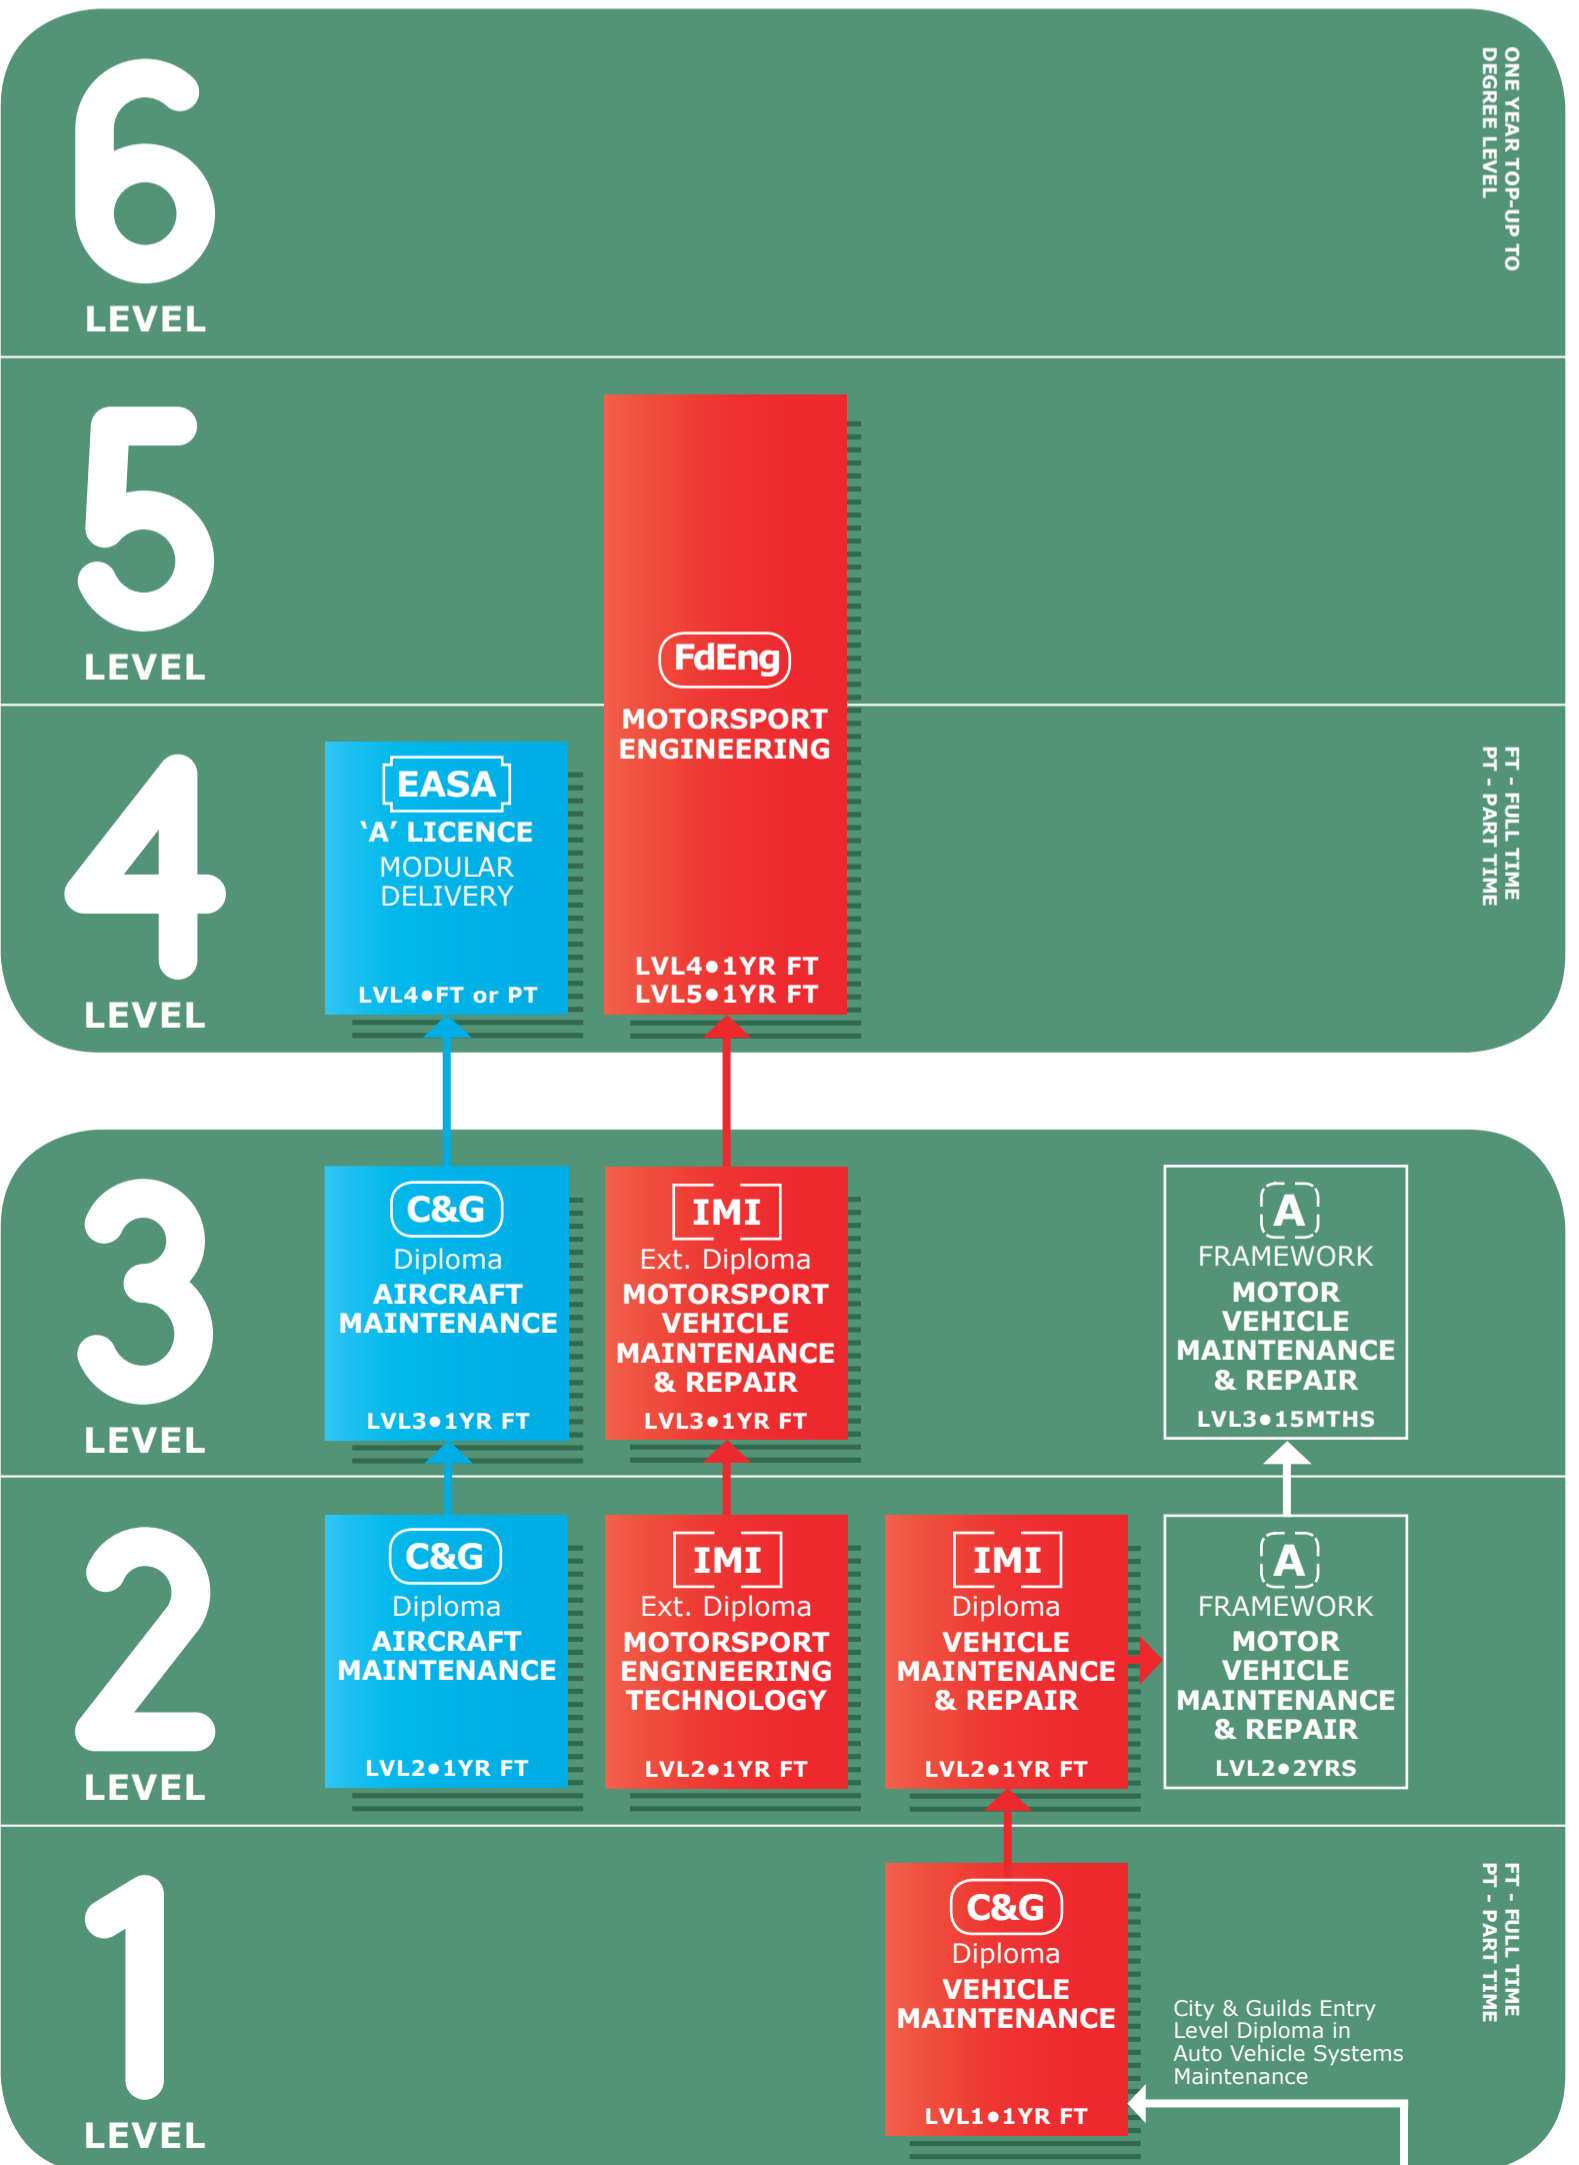 6
LEVEL
ONE YEAR TOP-UP TO
DEGREE LEVEL
5
LEVEL
FdEng
MOTORSPORT
ENGINEERING
LVL4•1YR FT
LVL5•1YR FT
4
LEVEL
EASA
‘A’ LICENCE
MODULAR
DELIVERY
LVL4•FT or PT
FT - FULL TIME
PT - PART TIME
3
LEVEL
C&G
Diploma
AIRCRAFT
MAINTENANCE
LVL3•1YR FT
IMI
Ext. Diploma
MOTORSPORT
VEHICLE
MAINTENANCE
& REPAIR
LVL3•1YR FT
A
FRAMEWORK
MOTOR
VEHICLE
MAINTENANCE
& REPAIR
LVL3•15MTHS
2
LEVEL
C&G
Diploma
AIRCRAFT
MAINTENANCE
LVL2•1YR FT
IMI
Ext. Diploma
MOTORSPORT
ENGINEERING
TECHNOLOGY
LVL2•1YR FT
IMI
Diploma
VEHICLE
MAINTENANCE
& REPAIR
LVL2•1YR FT
A
FRAMEWORK
MOTOR
VEHICLE
MAINTENANCE
& REPAIR
LVL2•2YRS
1
LEVEL
C&G
Diploma
VEHICLE
MAINTENANCE
LVL1•1YR FT
City & Guilds Entry
Level Diploma in
Auto Vehicle Systems
Maintenance
FT - FULL TIME
PT - PART TIME